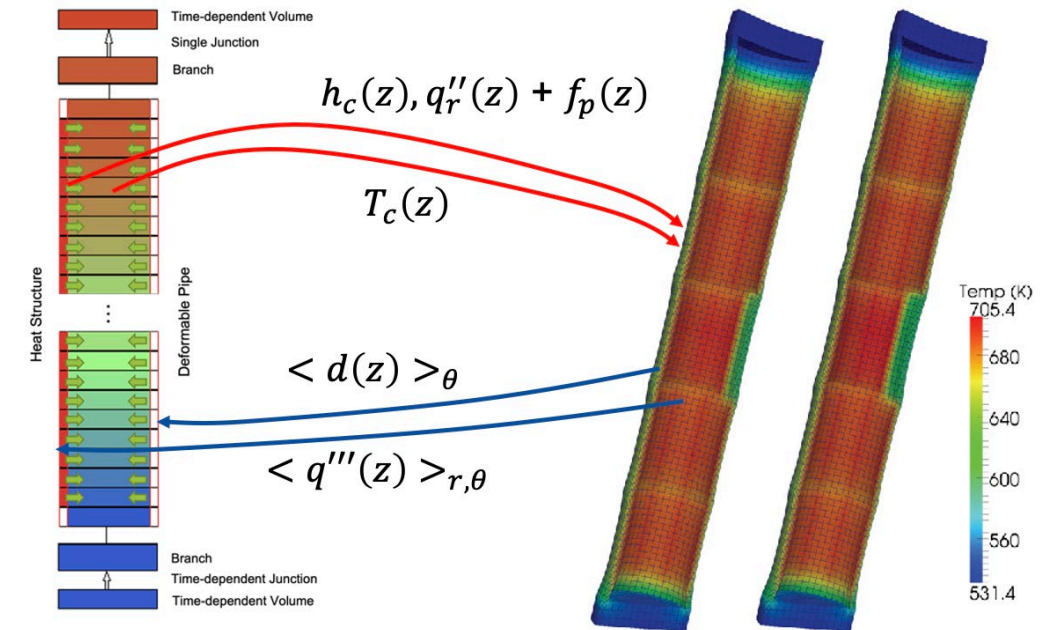 Time-dependent Volume
Single Junction
Branch
h_c(z), q_r''(z) + f_p(z)
T_c(z)
Heat Structure
Deformable Pipe
...
< d(z) >_θ
< q'''(z) >_{r,θ}
Branch
Time-dependent Junction
Time-dependent Volume
Temp (K)
705.4
680
640
600
560
531.4